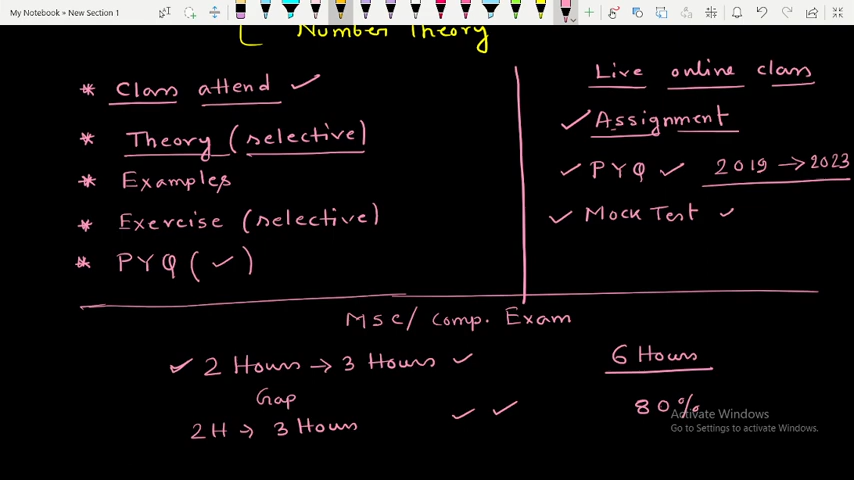 My Notebook » New Section 1
Number Theory
* Class attend ✓
* Theory (selective)
* Examples
* Exercise (selective)
* PYQ (✓)
Live online class
✓ Assignment
✓ PYQ ✓ 2019 → 2023
✓ Mock Test ✓
Msc/ Comp. Exam
✓ 2 Hours → 3 Hours ✓
Gap
2H → 3 Hours ✓ ✓
6 Hours
80%
Activate Windows
Go to Settings to activate Windows.